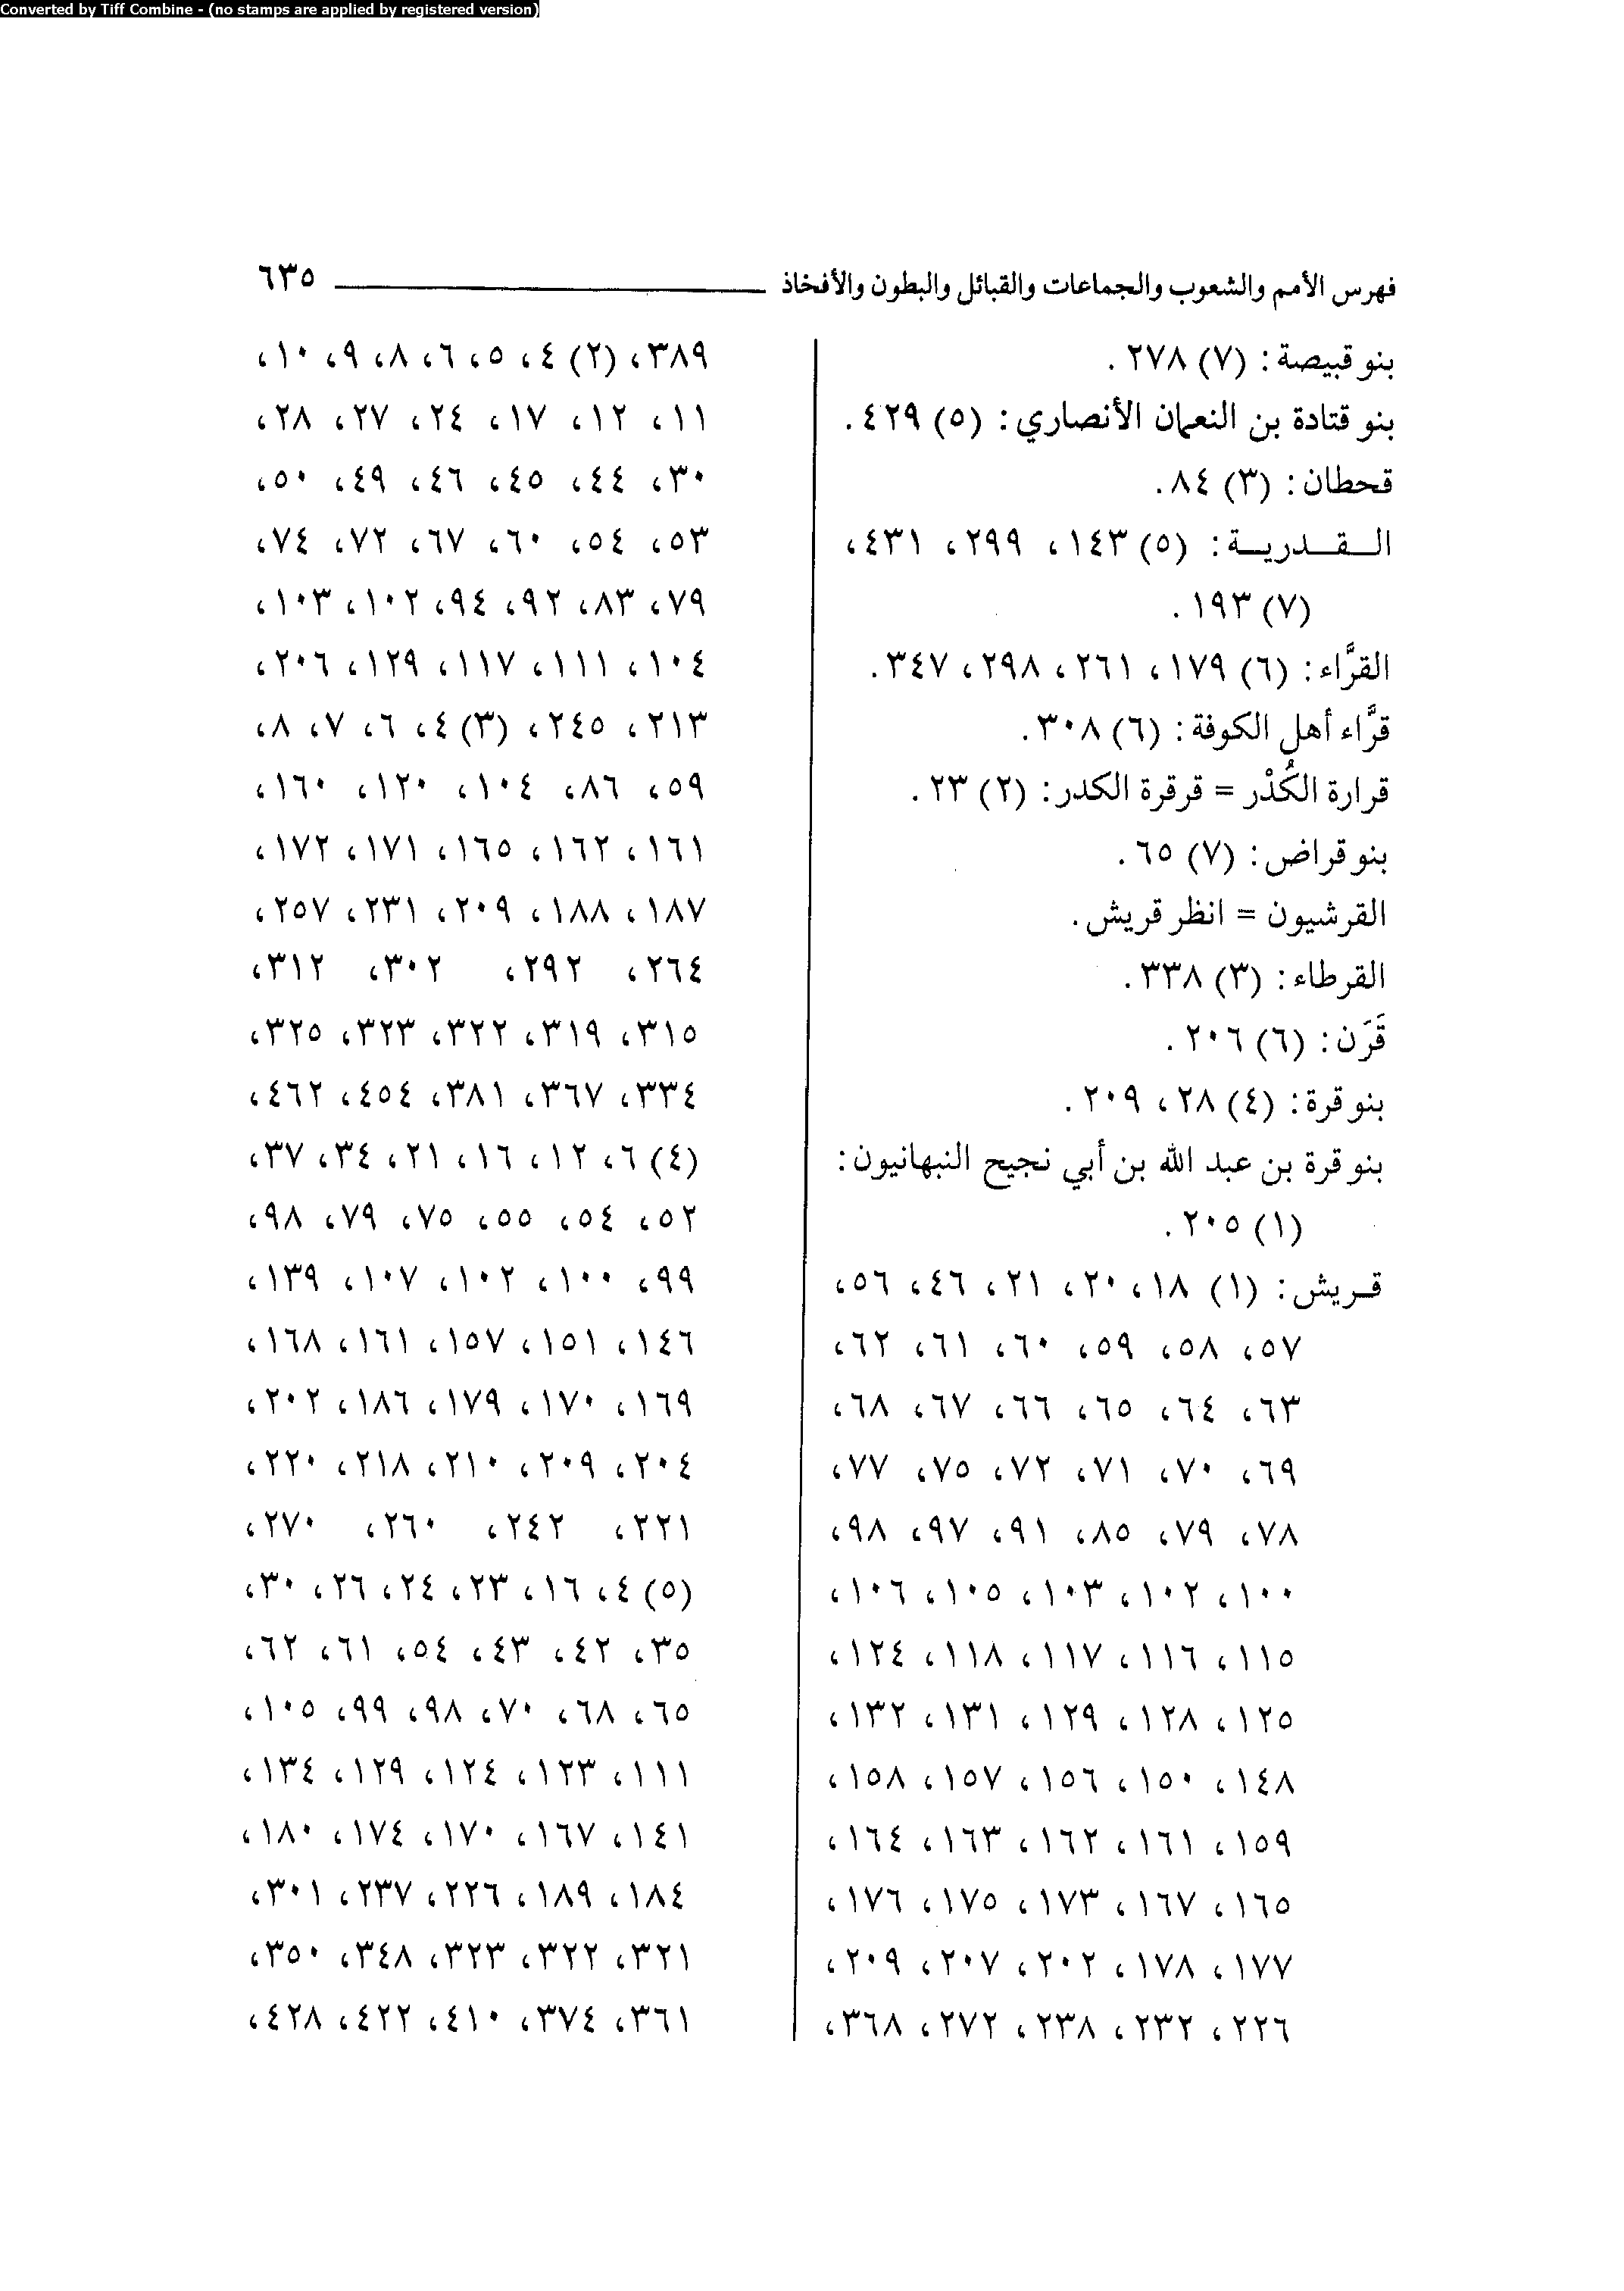 Converted by Tiff Combine - (no stamps are applied by registered version)
فهرس الأمم والشعوب والجماعات والقبائل والبطون والأفخاذ ٦٣٥
بنو قبيصة: (٧) ٢٧٨.
بنو قتادة بن النعمان الأنصاري: (٥) ٤٢٩.
قحطان: (٣) ٨٤.
القدرية: (٥) ١٤٣، ٢٩٩، ٤٣١،
(٧) ١٩٣.
القرَّاء: (٦) ١٧٩، ٢٦١، ٢٩٨، ٣٤٧.
قرَّاء أهل الكوفة: (٦) ٣٠٨.
قرارة الكُدْر = قرقرة الكدر: (٢) ٢٣.
بنو قراض: (٧) ٦٥.
القرشيون = انظر قريش.
القرطاء: (٣) ٣٣٨.
قَرَن: (٦) ٢٠٦.
بنو قرة: (٤) ٢٨، ٢٠٩.
بنو قرة بن عبد الله بن أبي نجيح النبهانيون:
(١) ٢٠٥.
قريش: (١) ١٨، ٢٠، ٢١، ٤٦، ٥٦،
٥٧، ٥٨، ٥٩، ٦٠، ٦١، ٦٢،
٦٣، ٦٤، ٦٥، ٦٦، ٦٧، ٦٨،
٦٩، ٧٠، ٧١، ٧٢، ٧٥، ٧٧،
٧٨، ٧٩، ٨٥، ٩١، ٩٧، ٩٨،
١٠٠، ١٠٢، ١٠٣، ١٠٥، ١٠٦،
١١٥، ١١٦، ١١٧، ١١٨، ١٢٤،
١٢٥، ١٢٨، ١٢٩، ١٣١، ١٣٢،
١٤٨، ١٥٠، ١٥٦، ١٥٧، ١٥٨،
١٥٩، ١٦١، ١٦٢، ١٦٣، ١٦٤،
١٦٥، ١٦٧، ١٧٣، ١٧٥، ١٧٦،
١٧٧، ١٧٨، ٢٠٢، ٢٠٧، ٢٠٩،
٢٢٦، ٢٣٢، ٢٣٨، ٢٧٢، ٣٦٨،
٣٨٩، (٢) ٤، ٥، ٦، ٨، ٩، ١٠،
١١، ١٢، ١٧، ٢٤، ٢٧، ٢٨،
٣٠، ٤٤، ٤٥، ٤٦، ٤٩، ٥٠،
٥٣، ٥٤، ٦٠، ٦٧، ٧٢، ٧٤،
٧٩، ٨٣، ٩٢، ٩٤، ١٠٢، ١٠٣،
١٠٤، ١١١، ١١٧، ١٢٩، ٢٠٦،
٢١٣، ٢٤٥، (٣) ٤، ٦، ٧، ٨،
٥٩، ٨٦، ١٠٤، ١٢٠، ١٦٠،
١٦١، ١٦٢، ١٦٥، ١٧١، ١٧٢،
١٨٧، ١٨٨، ٢٠٩، ٢٣١، ٢٥٧،
٢٦٤، ٢٩٢، ٣٠٢، ٣١٢،
٣١٥، ٣١٩، ٣٢٢، ٣٢٣، ٣٢٥،
٣٣٤، ٣٦٧، ٣٨١، ٤٥٤، ٤٦٢،
(٤) ٦، ١٢، ١٦، ٢١، ٣٤، ٣٧،
٥٢، ٥٤، ٥٥، ٧٥، ٧٩، ٩٨،
٩٩، ١٠٠، ١٠٢، ١٠٧، ١٣٩،
١٤٦، ١٥١، ١٥٧، ١٦١، ١٦٨،
١٦٩، ١٧٠، ١٧٩، ١٨٦، ٢٠٢،
٢٠٤، ٢٠٩، ٢١٠، ٢١٨، ٢٢٠،
٢٢١، ٢٤٢، ٢٦٠، ٢٧٠،
(٥) ٤، ١٦، ٢٣، ٢٤، ٢٦، ٣٠،
٣٥، ٤٢، ٤٣، ٥٤، ٦١، ٦٢،
٦٥، ٦٨، ٧٠، ٩٨، ٩٩، ١٠٥،
١١١، ١٢٣، ١٢٤، ١٢٩، ١٣٤،
١٤١، ١٦٧، ١٧٠، ١٧٤، ١٨٠،
١٨٤، ١٨٩، ٢٢٦، ٢٣٧، ٣٠١،
٣٢١، ٣٢٢، ٣٢٣، ٣٤٨، ٣٥٠،
٣٦١، ٣٧٤، ٤١٠، ٤٢٢، ٤٢٨،